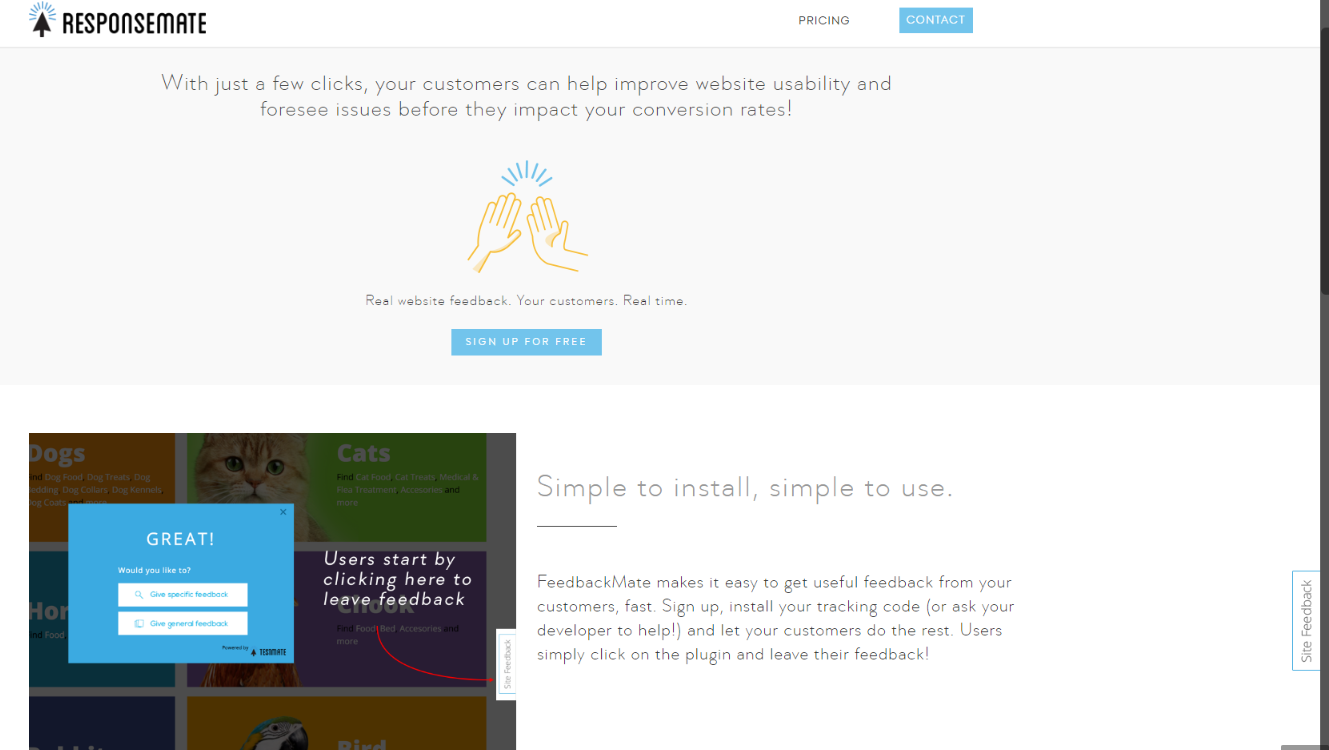 RESPONSEMATE
PRICING
CONTACT
With just a few clicks, your customers can help improve website usability and
foresee issues before they impact your conversion rates!
Real website feedback. Your customers. Real time.
SIGN UP FOR FREE
Dogs
Find Dog Food, Dog Treats, Dog
Bedding, Dog Collars, Dog Kennels,
Dog Coats and more
Cats
Find Cat Food, Cat Treats, Medical &
Flea Treatment, Accesories and
more
GREAT!
Would you like to?
Give specific feedback
Give general feedback
Powered by
TESTMATE
Users start by
clicking here to
leave feedback
Hor
Find Food
Chook
Find Food, Bed, Accesories and
more
Site Feedback
Rabbit
Bird
Simple to install, simple to use.
FeedbackMate makes it easy to get useful feedback from your
customers, fast. Sign up, install your tracking code (or ask your
developer to help!) and let your customers do the rest. Users
simply click on the plugin and leave their feedback!
Site Feedback